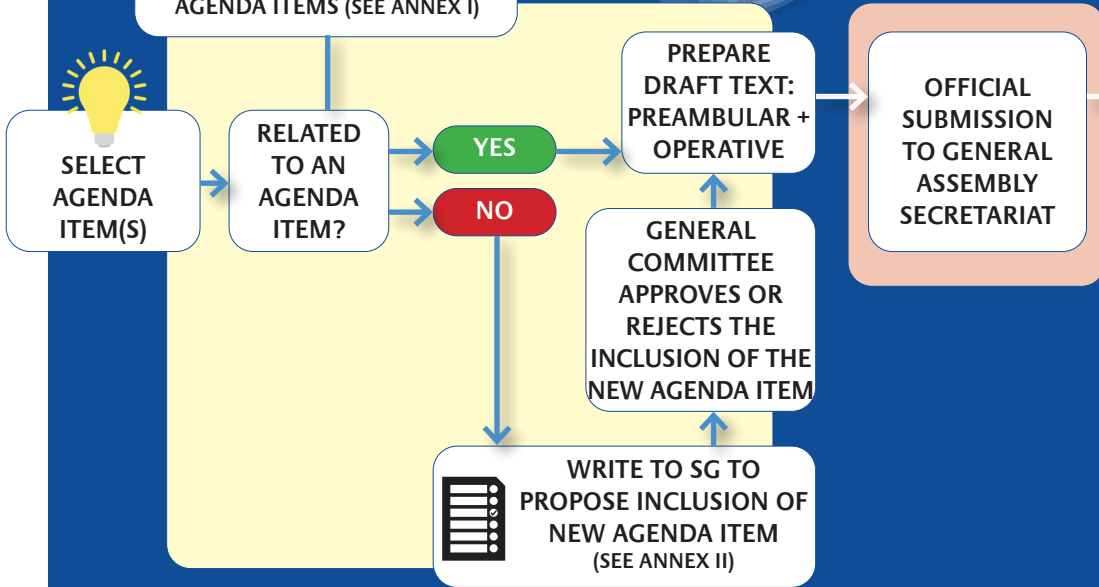 AGENDA ITEMS (SEE ANNEX I)
SELECT
AGENDA
ITEM(S)
RELATED
TO AN
AGENDA
ITEM?
YES
NO
PREPARE
DRAFT TEXT:
PREAMBULAR +
OPERATIVE
OFFICIAL
SUBMISSION
TO GENERAL
ASSEMBLY
SECRETARIAT
GENERAL
COMMITTEE
APPROVES OR
REJECTS THE
INCLUSION OF THE
NEW AGENDA ITEM
WRITE TO SG TO
PROPOSE INCLUSION OF
NEW AGENDA ITEM
(SEE ANNEX II)